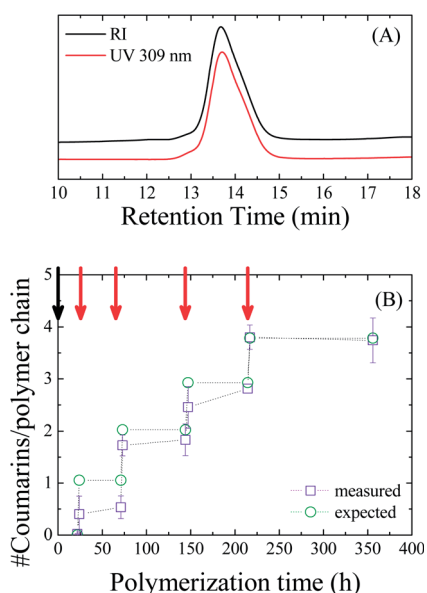 (A)
RI
UV 309 nm
10 11 12 13 14 15 16 17 18
Retention Time (min)
(B)
5
4
3
2
1
0
#Coumarins/polymer chain
measured
expected
0 50 100 150 200 250 300 350 400
Polymerization time (h)